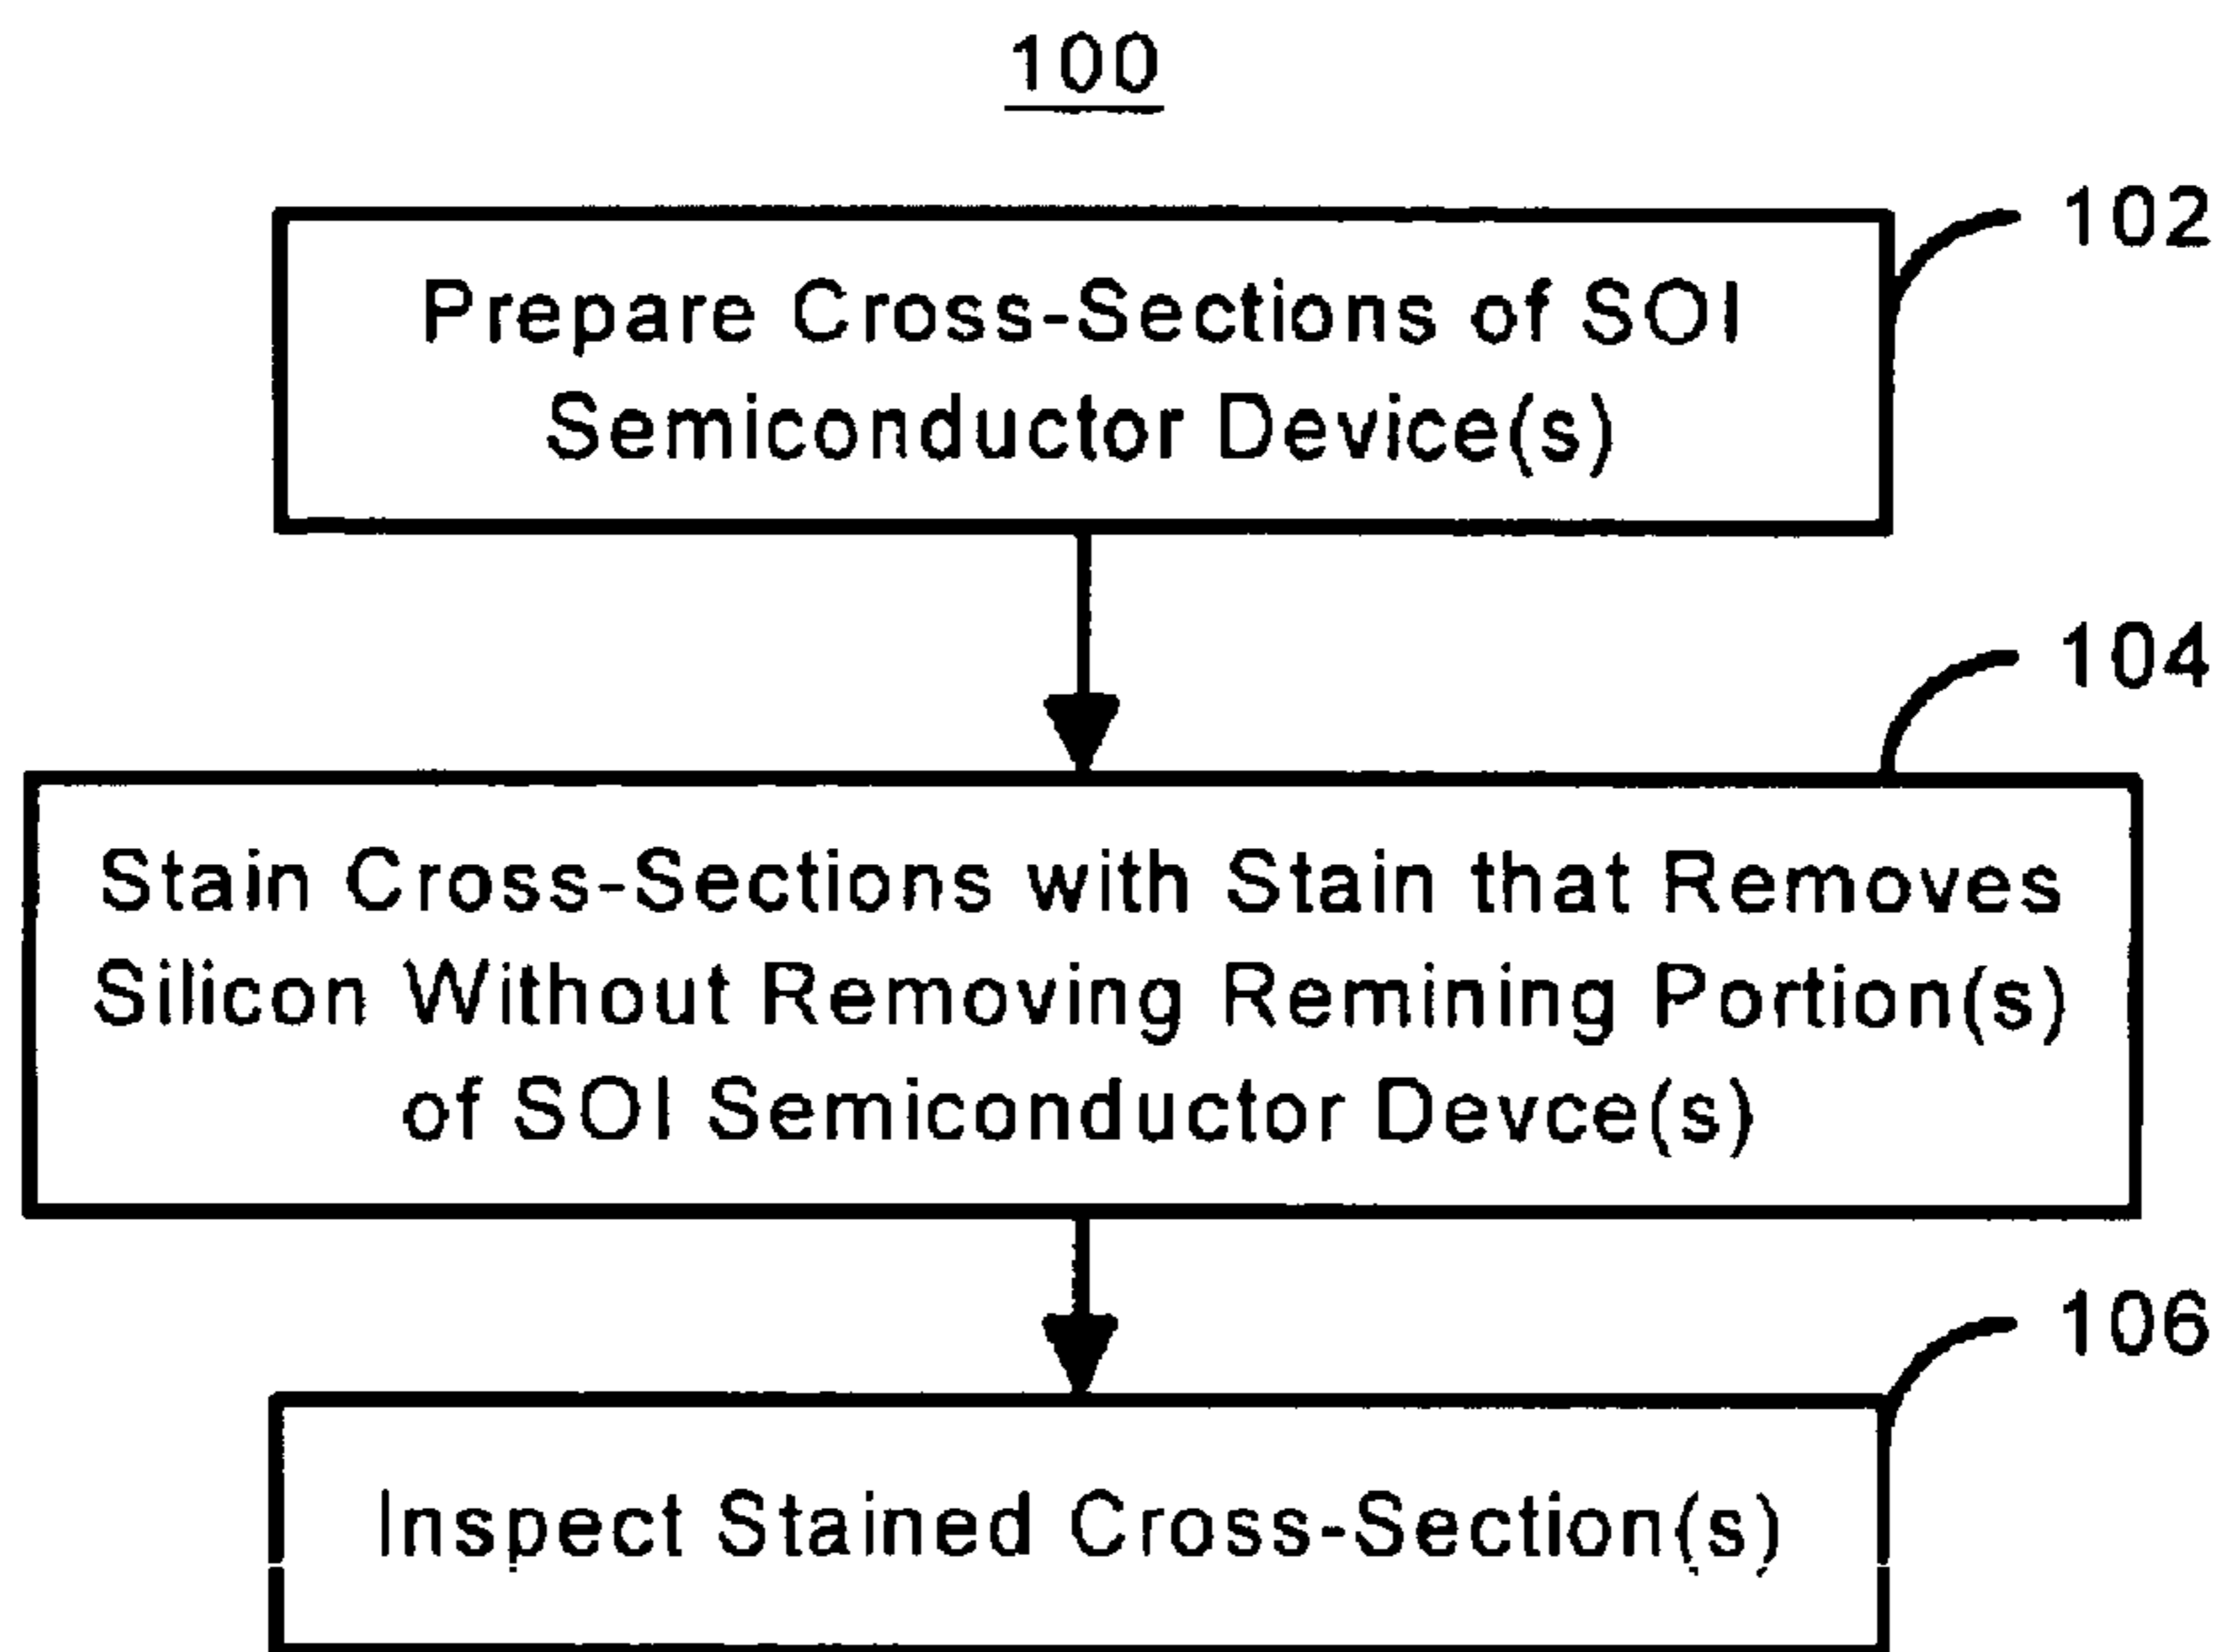 100
102
Prepare Cross-Sections of SOI
Semiconductor Device(s)
104
Stain Cross-Sections with Stain that Removes
Silicon Without Removing Remining Portion(s)
of SOI Semiconductor Devce(s)
106
Inspect Stained Cross-Section(s)